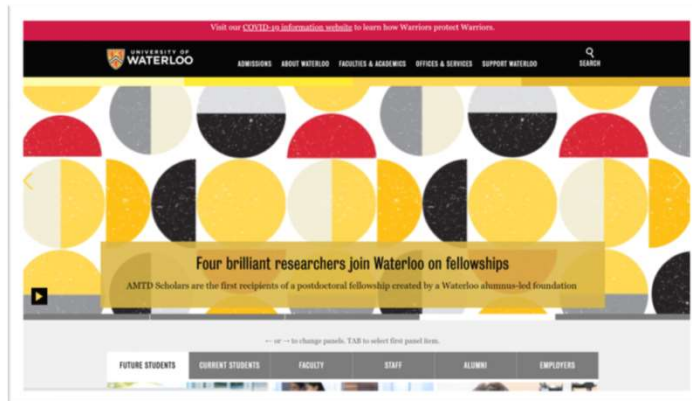 Visit our COVID-19 information website to learn how Warriors protect Warriors.
UNIVERSITY OF
WATERLOO
ADMISSIONS ABOUT WATERLOO FACULTIES & ACADEMICS OFFICES & SERVICES SUPPORT WATERLOO SEARCH
Four brilliant researchers join Waterloo on fellowships
AMTD Scholars are the first recipients of a postdoctoral fellowship created by a Waterloo alumnus-led foundation
← or → to change panels. TAB to select first panel item.
FUTURE STUDENTS CURRENT STUDENTS FACULTY STAFF ALUMNI EMPLOYERS